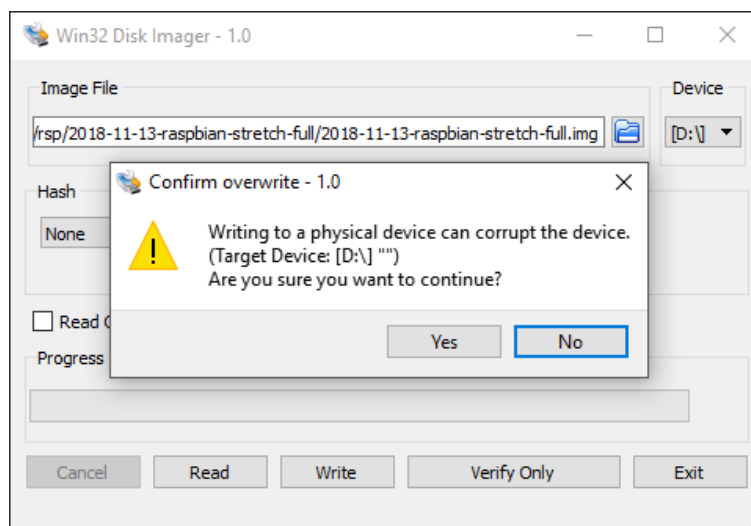 Win32 Disk Imager - 1.0
Image File
Device
/rsp/2018-11-13-raspbian-stretch-full/2018-11-13-raspbian-stretch-full.img
[D:\]
Confirm overwrite - 1.0
Hash
None
Writing to a physical device can corrupt the device.
(Target Device: [D:\] "")
Are you sure you want to continue?
Read
Yes
No
Progress
Cancel
Read
Write
Verify Only
Exit